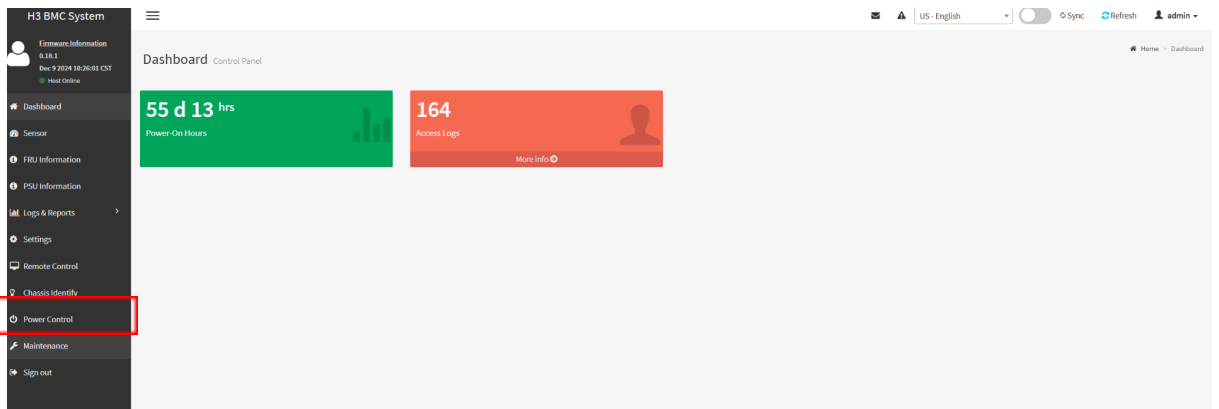 H3 BMC System
US - English
Sync
Refresh
admin
Firmware Information
0.18.1
Dec 9 2024 10:26:01 CST
Host Online
Dashboard Control Panel
Home > Dashboard
Dashboard
Sensor
FRU Information
PSU Information
Logs & Reports
Settings
Remote Control
Chassis Identify
Power Control
Maintenance
Sign out
55 d 13 hrs
Power-On Hours
164
Access Logs
More info